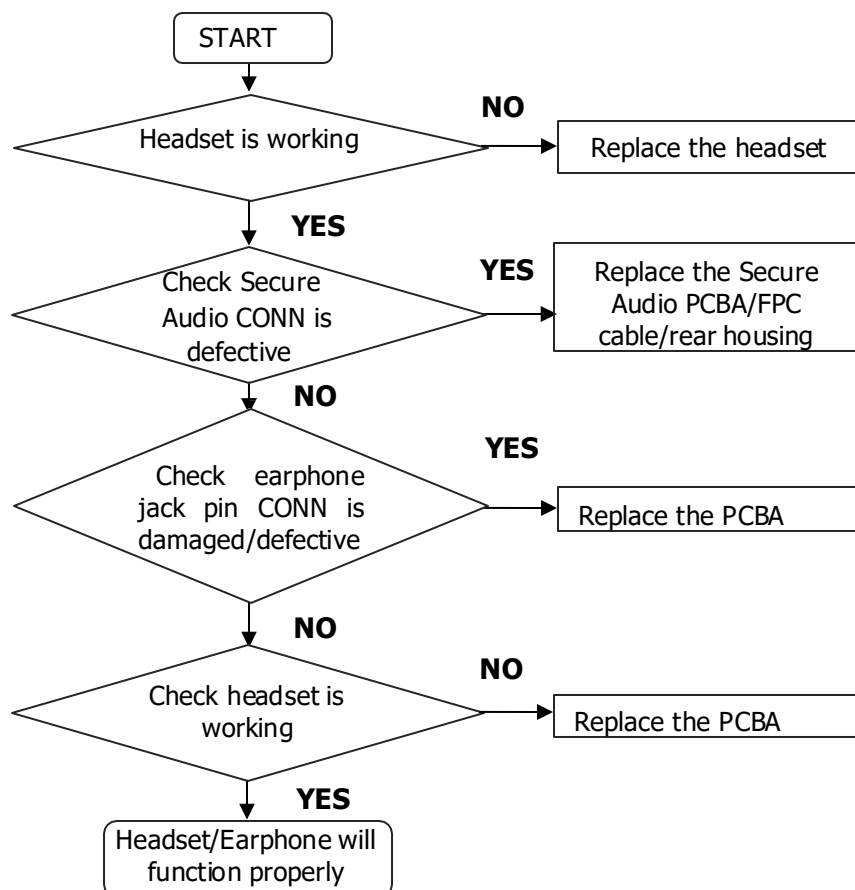 START
Headset is working
NO
Replace the headset
YES
Check Secure
Audio CONN is
defective
YES
Replace the Secure
Audio PCBA/FPC
cable/rear housing
NO
Check earphone
jack pin CONN is
damaged/defective
YES
Replace the PCBA
NO
Check headset is
working
NO
Replace the PCBA
YES
Headset/Earphone will
function properly